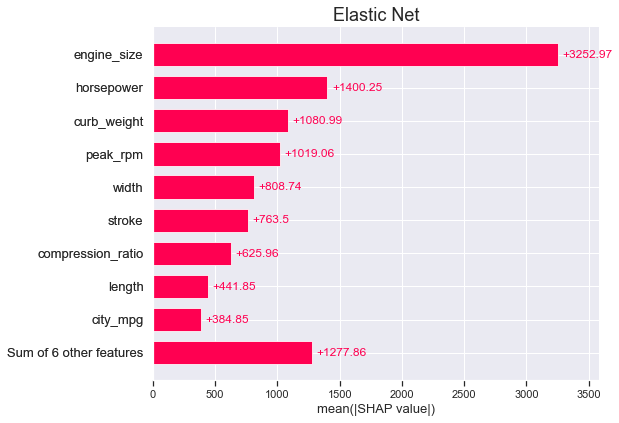 Elastic Net
engine_size +3252.97
horsepower +1400.25
curb_weight +1080.99
peak_rpm +1019.06
width +808.74
stroke +763.5
compression_ratio +625.96
length +441.85
city_mpg +384.85
Sum of 6 other features +1277.86
0 500 1000 1500 2000 2500 3000 3500
mean(|SHAP value|)